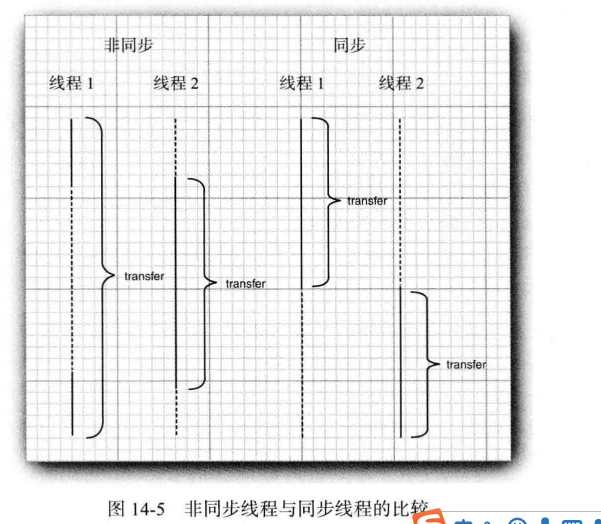 非同步 同步
线程 1 线程 2 线程 1 线程 2
transfer
transfer
transfer
transfer
图 14-5 非同步线程与同步线程的比较